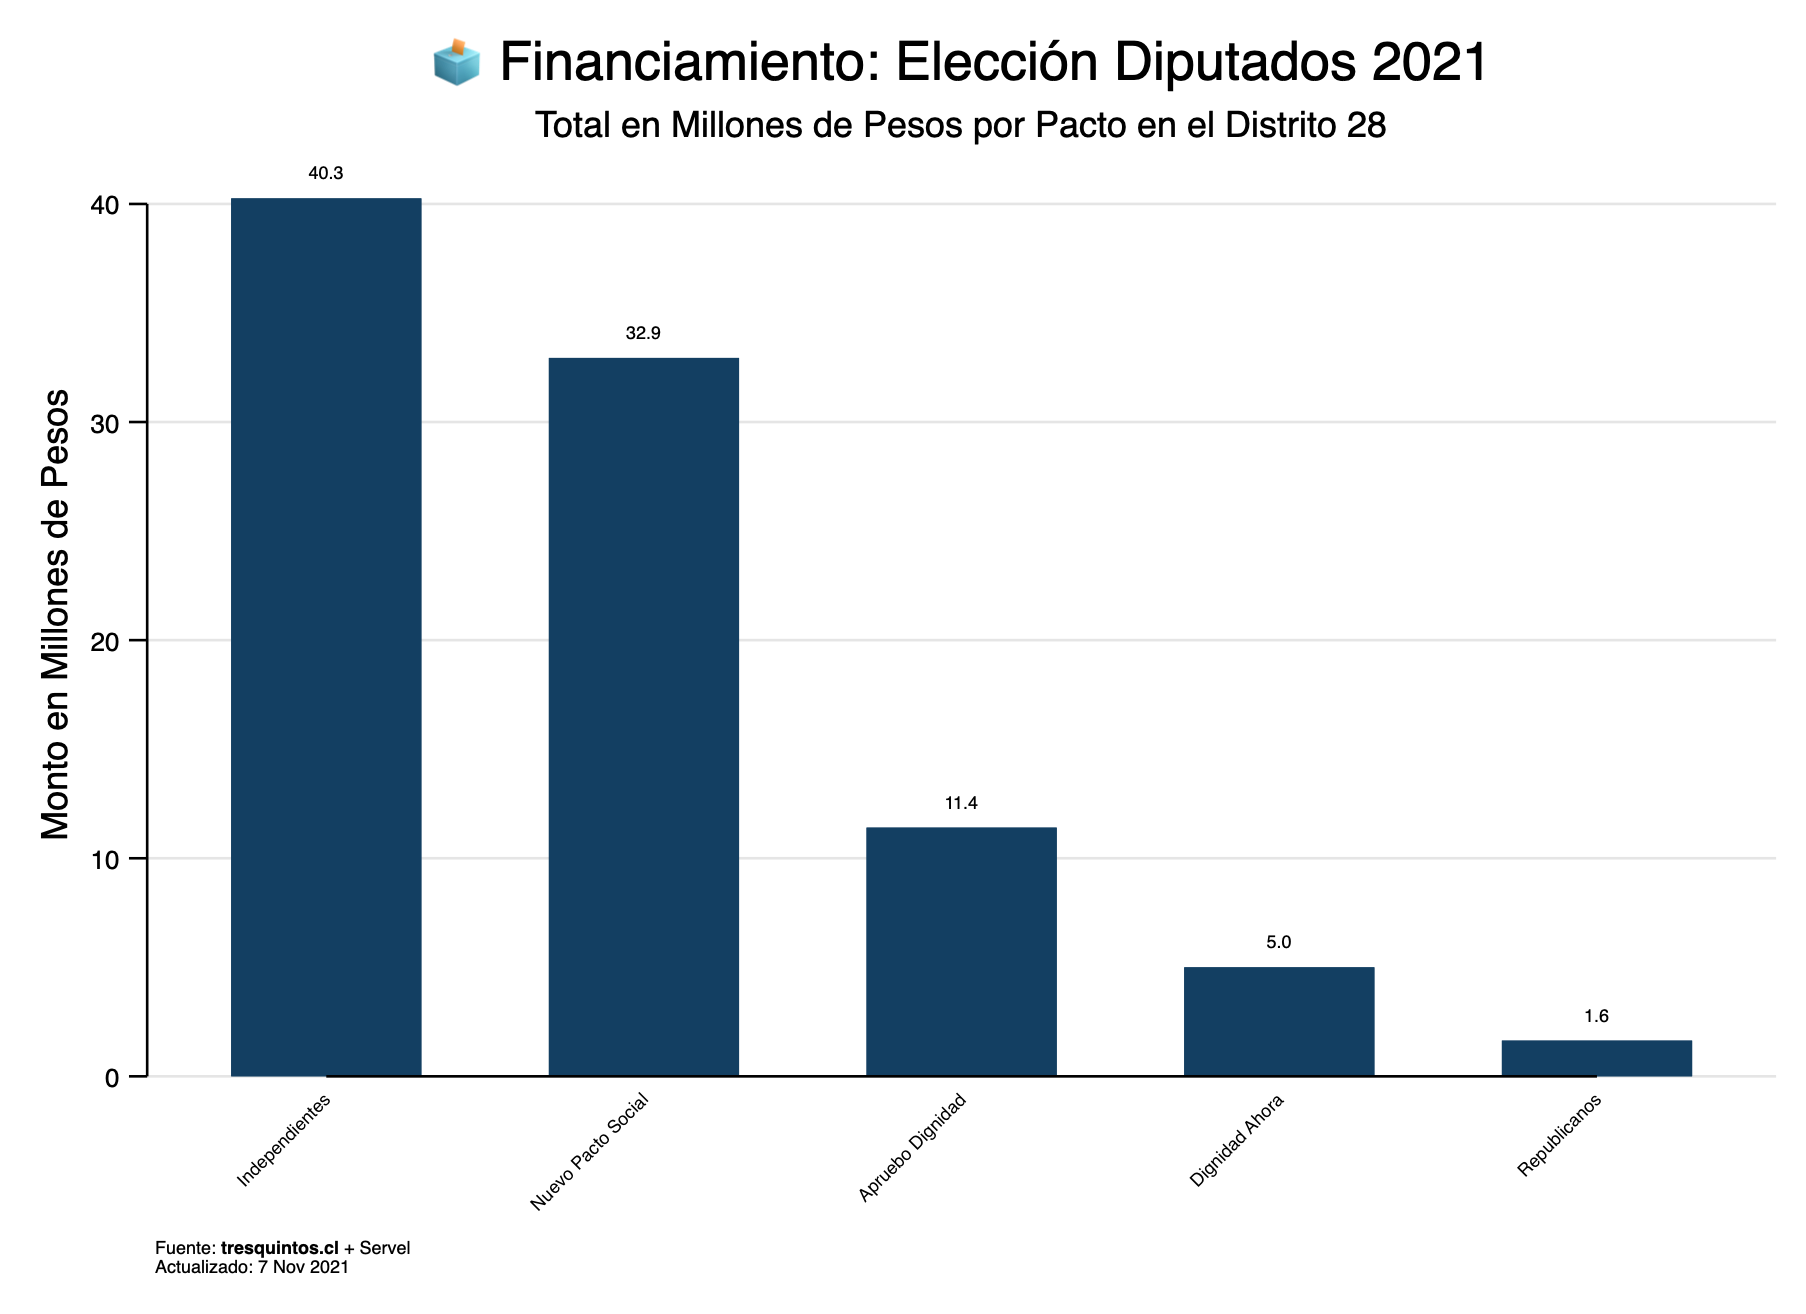 Financiamiento: Elección Diputados 2021
Total en Millones de Pesos por Pacto en el Distrito 28
Monto en Millones de Pesos
40
30
20
10
0
40.3
32.9
11.4
5.0
1.6
Independientes
Nuevo Pacto Social
Apruebo Dignidad
Dignidad Ahora
Republicanos
Fuente: tresquintos.cl + Servel
Actualizado: 7 Nov 2021